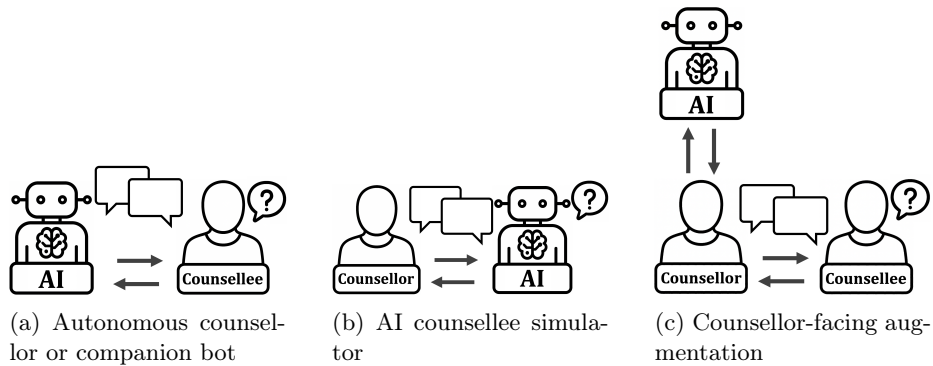 AI
?
Counsellee
(a) Autonomous counsel-
lor or companion bot
Counsellor
?
AI
(b) AI counsellee simula-
tor
AI
?
Counsellor
Counsellee
(c) Counsellor-facing aug-
mentation